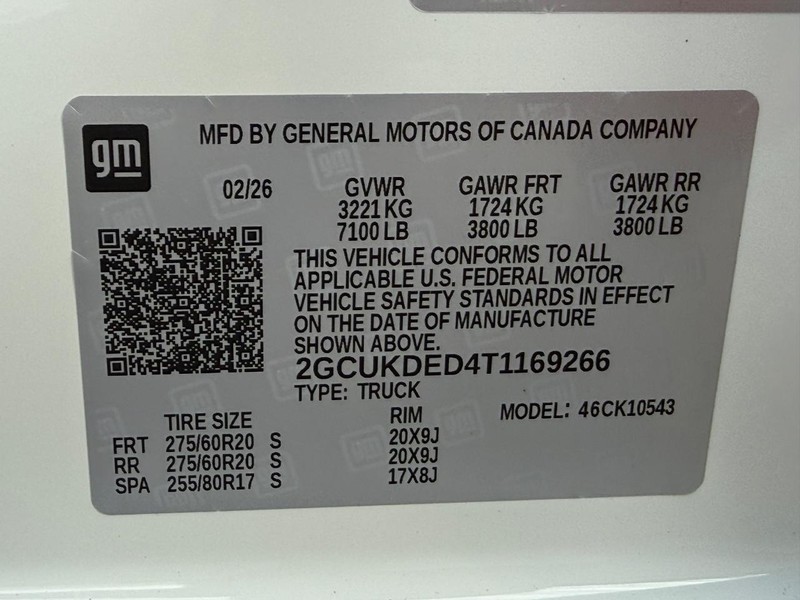 gm
MFD BY GENERAL MOTORS OF CANADA COMPANY
02/26 GVWR GAWR FRT GAWR RR
3221 KG 1724 KG 1724 KG
7100 LB 3800 LB 3800 LB
THIS VEHICLE CONFORMS TO ALL
APPLICABLE U.S. FEDERAL MOTOR
VEHICLE SAFETY STANDARDS IN EFFECT
ON THE DATE OF MANUFACTURE
SHOWN ABOVE.
2GCUKDED4T1169266
TYPE: TRUCK
TIRE SIZE RIM MODEL: 46CK10543
FRT 275/60R20 S 20X9J
RR 275/60R20 S 20X9J
SPA 255/80R17 S 17X8J